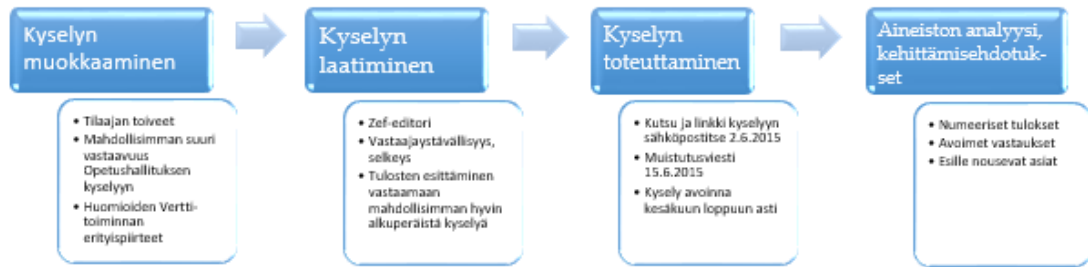 Kyselyn
muokkaaminen
• Tilaajan toiveet
• Mahdollisimman suuri
vastaavuus
Opetushallituksen
kyselyyn
• Huomioiden Vertti-
toiminnan
erityispiirteet
Kyselyn
laatiminen
• Zef-editori
• Vastaajaystävällisyys,
selkeys
• Tulosten esittäminen
vastaamaan
mahdollisimman hyvin
alkuperäistä kyselyä
Kyselyn
toteuttaminen
• Kutsu ja linkki kyselyyn
sähköpostitse 2.6.2015
• Muistutusviesti
15.6.2015
• Kysely avoinna
kesäkuun loppuun asti
Aineiston analyysi,
kehittämisehdotuk-
set
• Numeeriset tulokset
• Avoimet vastaukset
• Esille nousevat asiat